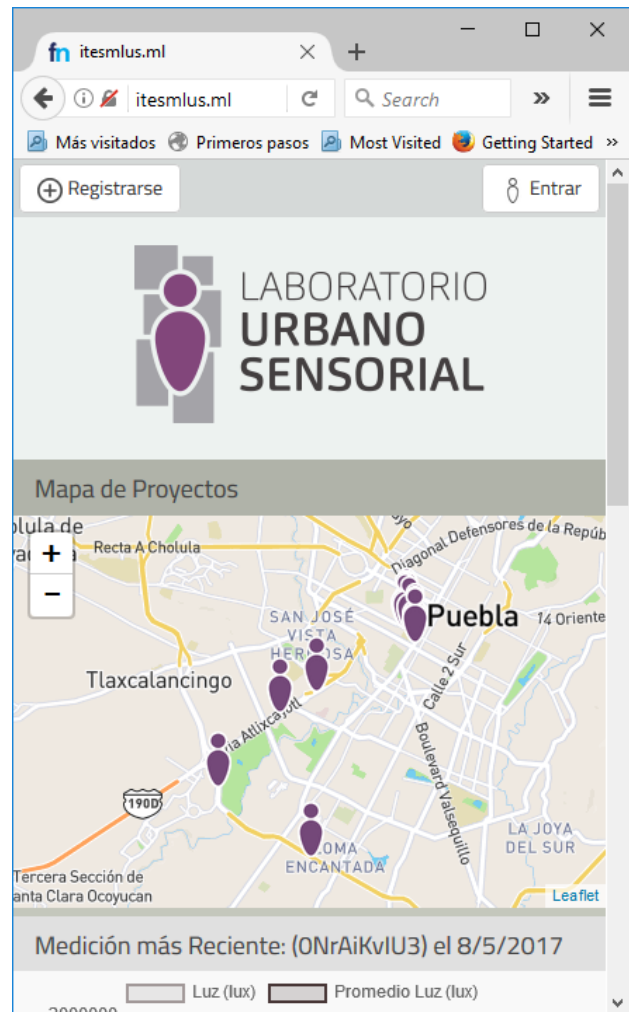 itesmlus.ml
itesmlus.ml
Search
Más visitados
Primeros pasos
Most Visited
Getting Started
Registrarse
Entrar
LABORATORIO
URBANO
SENSORIAL
Mapa de Proyectos
olula de
+
−
Recta A Cholula
Diagonal Defensores de la Repúb
SAN JOSÉ
VISTA
HERMOSA
Puebla
14 Oriente
Tlaxcalancingo
Calle 2 Sur
Boulevard Valsequillo
190D
LA JOYA
DEL SUR
LOMA
ENCANTADA
Tercera Sección de
anta Clara Ocoyucan
Leaflet
Medición más Reciente: (0NrAiKvIU3) el 8/5/2017
Luz (lux)
Promedio Luz (lux)